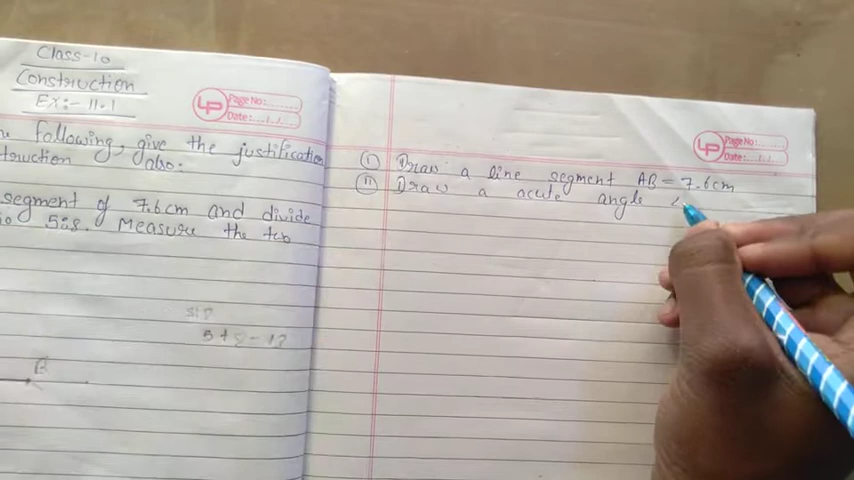 Class-10
Construction
Ex:- 11.1
LP Page No:
Date:
following, give the justification
also:
segment of 7.6cm and divide
5:8. Measure the two
5:8
5+8=13
B
LP Page No:
Date:
(i) Draw a line segment AB = 7.6cm
(ii) Draw a acute angle